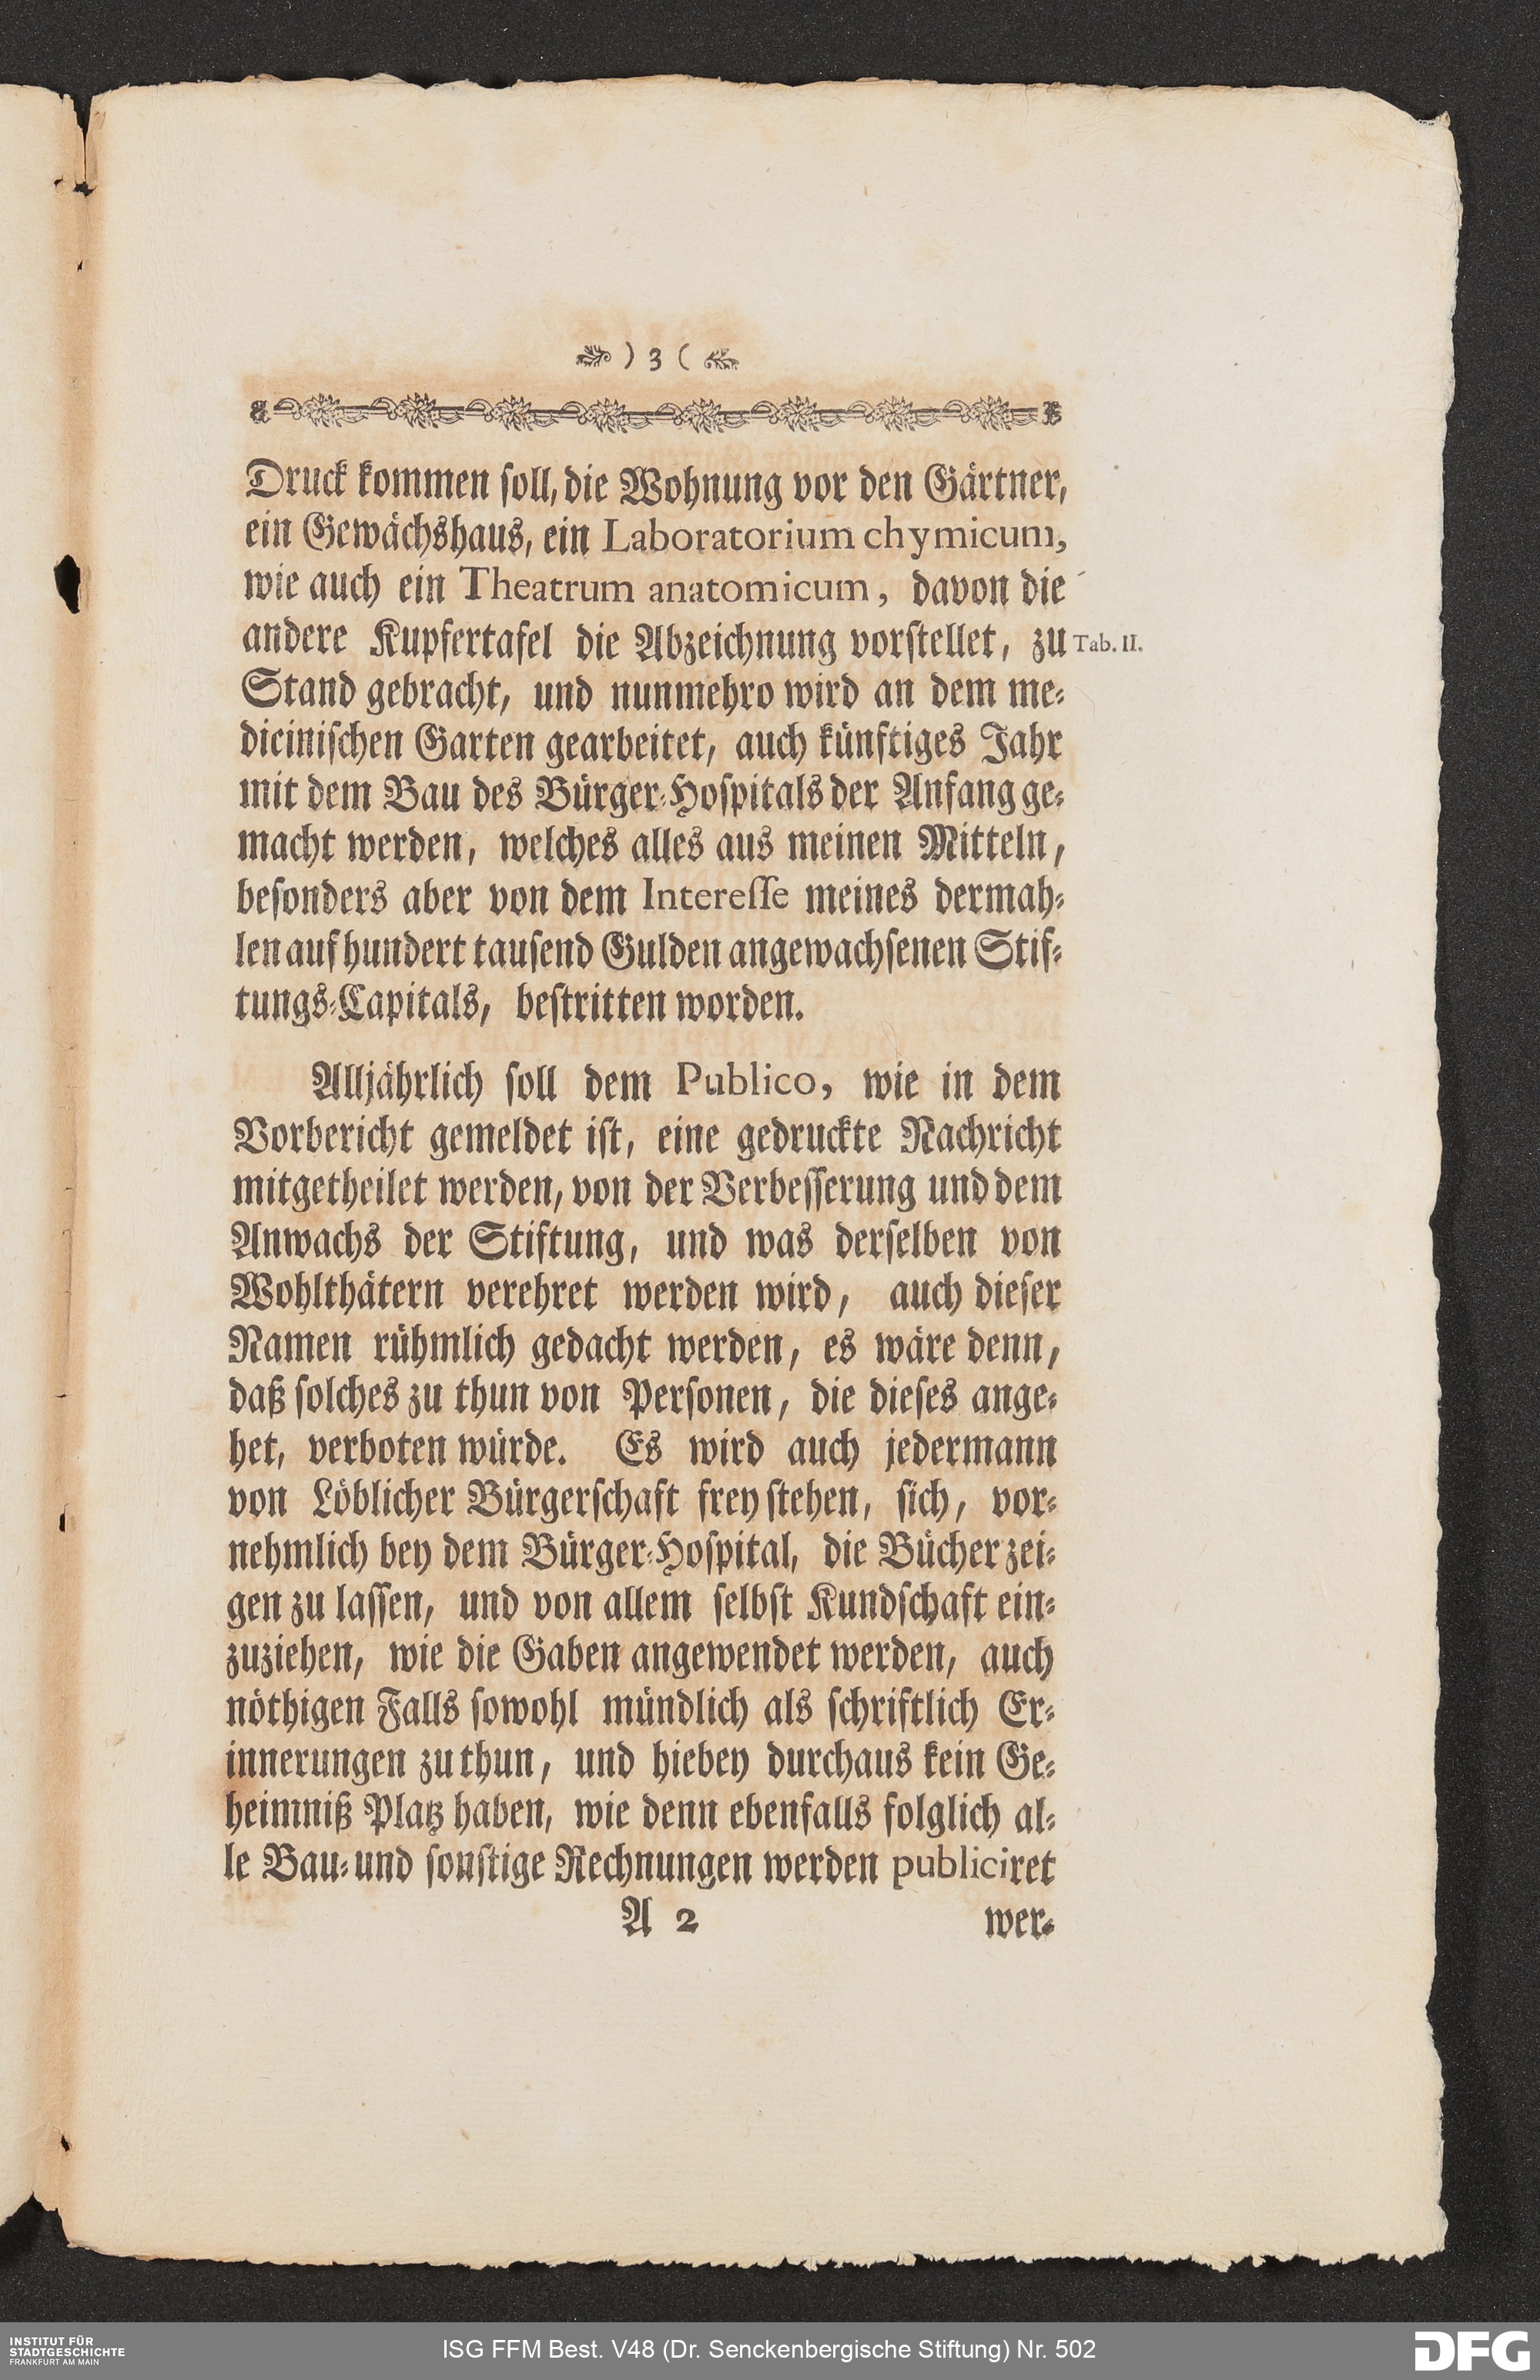 ) 3 (
Druck kommen soll, die Wohnung vor den Gärtner,
ein Gewächshaus, ein Laboratorium chymicum,
wie auch ein Theatrum anatomicum, davon die
andere Kupfertafel die Abzeichnung vorstellet, zu Tab. II.
Stand gebracht, und nunmehro wird an dem me-
dicinischen Garten gearbeitet, auch künftiges Jahr
mit dem Bau des Bürger-Hospitals der Anfang ge-
macht werden, welches alles aus meinen Mitteln,
besonders aber von dem Interesse meines dermah-
len auf hundert tausend Gulden angewachsenen Stif-
tungs-Capitals, bestritten worden.
Alljährlich soll dem Publico, wie in dem
Vorbericht gemeldet ist, eine gedruckte Nachricht
mitgetheilet werden, von der Verbesserung und dem
Anwachs der Stiftung, und was derselben von
Wohlthätern verehret werden wird, auch dieser
Namen rühmlich gedacht werden, es wäre denn,
daß solches zu thun von Personen, die dieses ange-
het, verboten würde. Es wird auch jedermann
von Löblicher Bürgerschaft frey stehen, sich, vor-
nehmlich bey dem Bürger-Hospital, die Bücher zei-
gen zu lassen, und von allem selbst Kundschaft ein-
zuziehen, wie die Gaben angewendet werden, auch
nöthigen Falls sowohl mündlich als schriftlich Er-
innerungen zu thun, und hiebey durchaus kein Ge-
heimniß Platz haben, wie denn ebenfalls folglich al-
le Bau- und sonstige Rechnungen werden publiciret
A 2 wer-
INSTITUT FÜR
STADTGESCHICHTE
FRANKFURT AM MAIN
ISG FFM Best. V48 (Dr. Senckenbergische Stiftung) Nr. 502
DFG